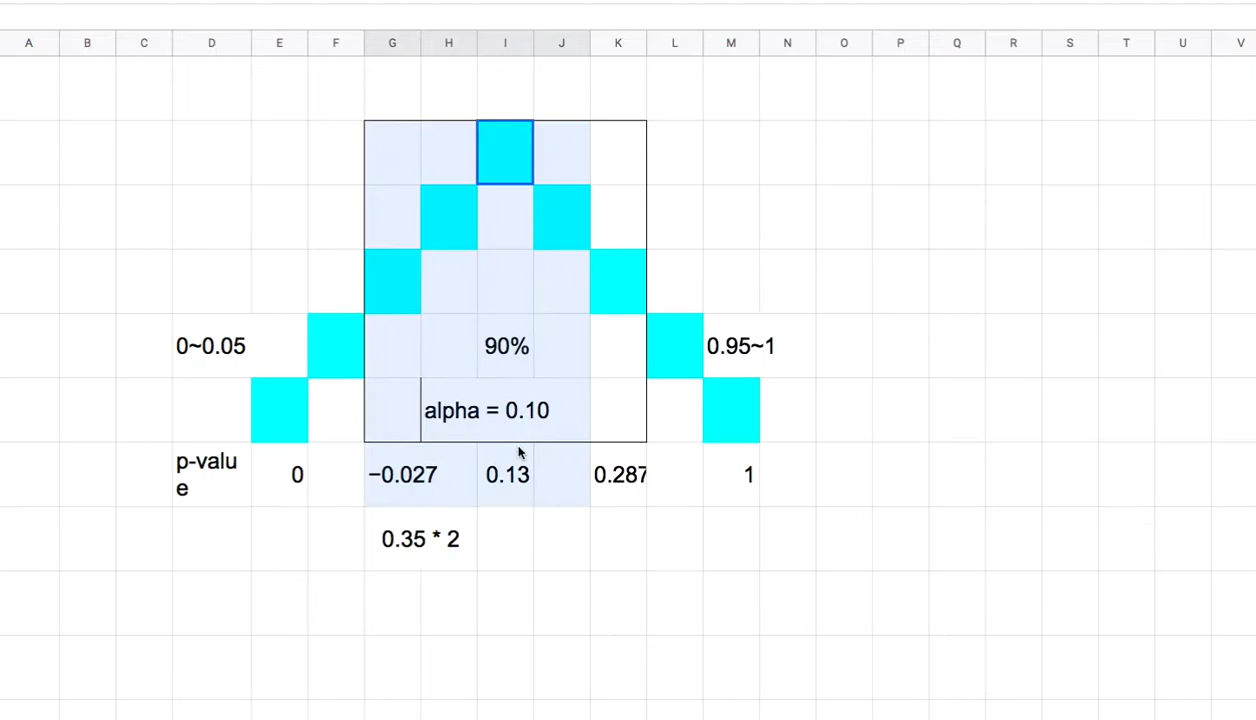 A B C D E F G H I J K L M N O P Q R S T U V
0~0.05 90% 0.95~1
alpha = 0.10
p-valu
e 0 −0.027 0.13 0.287 1
0.35 * 2